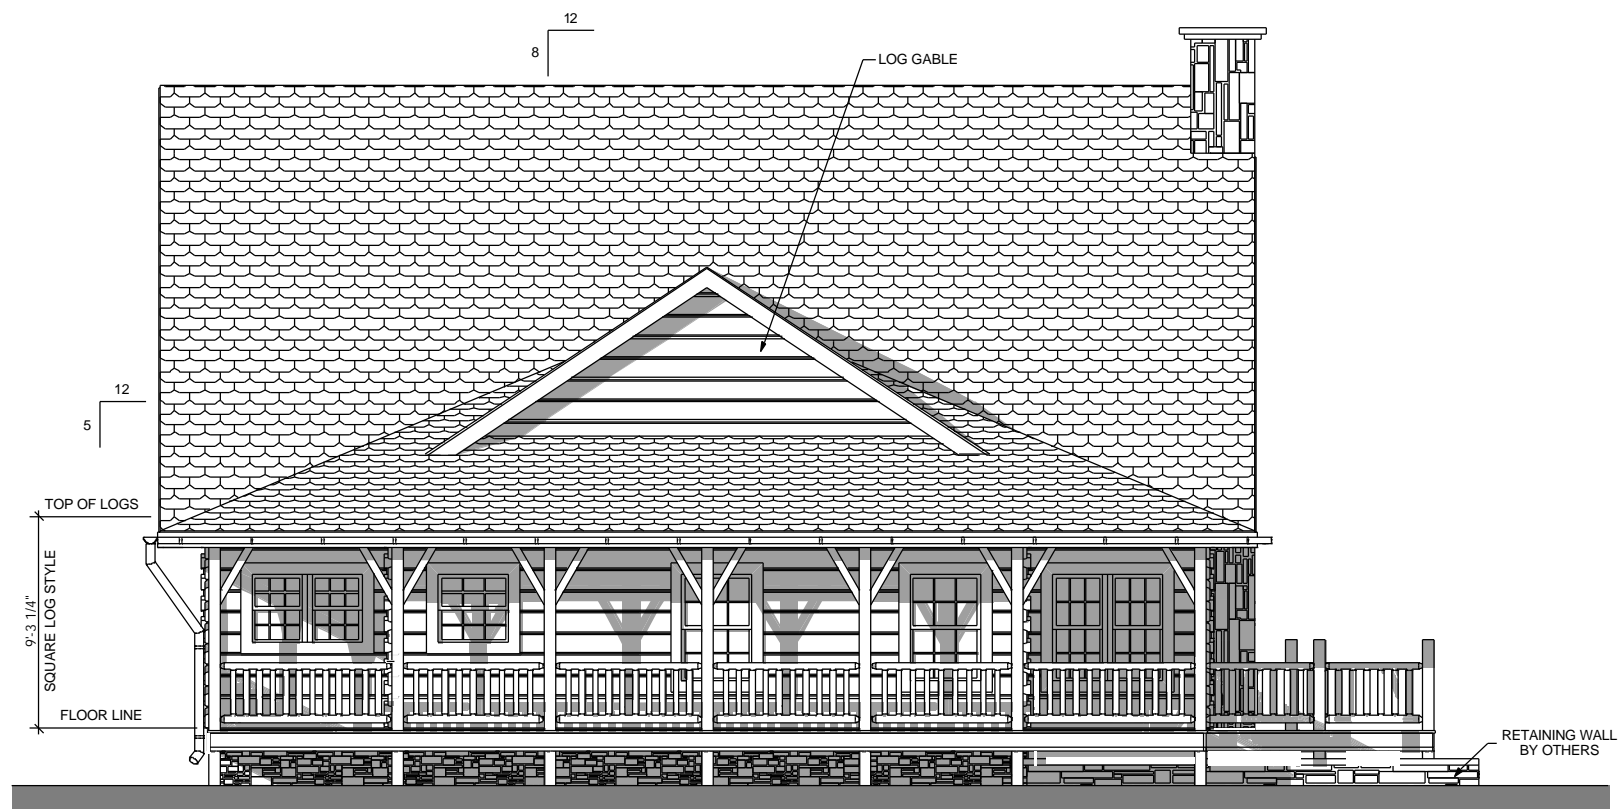 12
8
LOG GABLE
12
5
TOP OF LOGS
9'-3 1/4"
SQUARE LOG STYLE
FLOOR LINE
RETAINING WALL
BY OTHERS